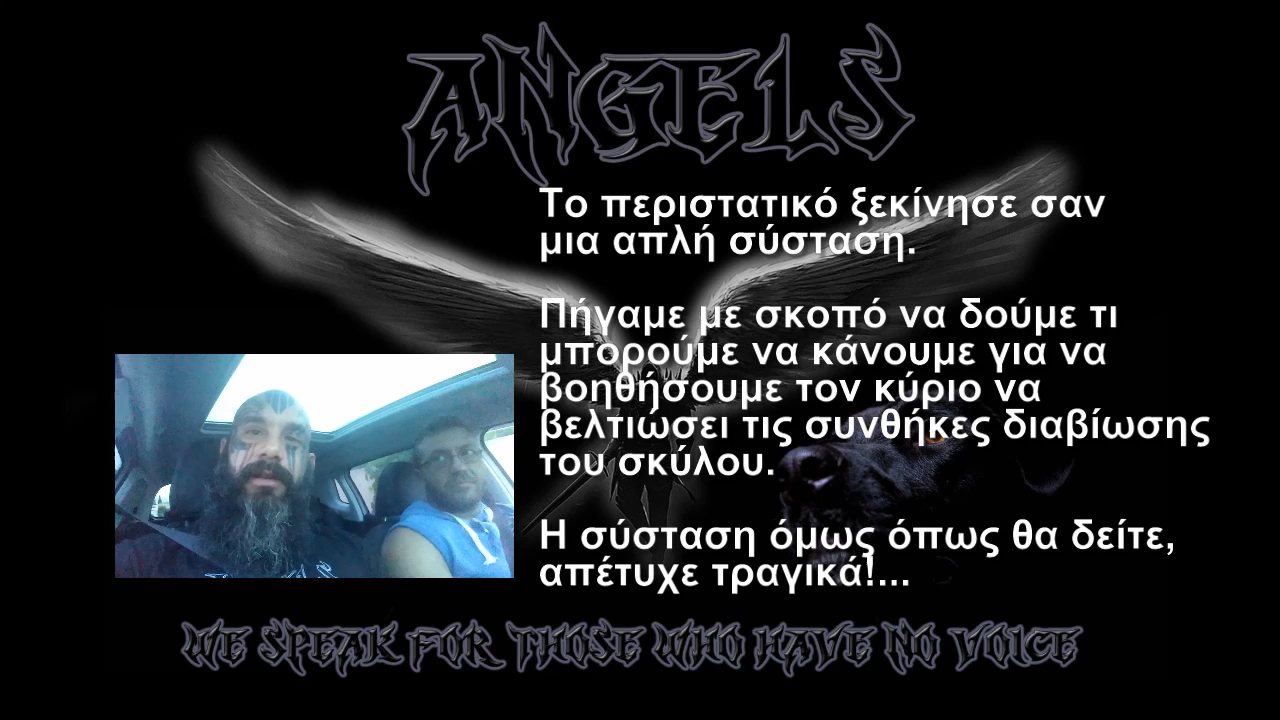 ANGELS
Το περιστατικό ξεκίνησε σαν
μια απλή σύσταση.
Πήγαμε με σκοπό να δούμε τι
μπορούμε να κάνουμε για να
βοηθήσουμε τον κύριο να
βελτιώσει τις συνθήκες διαβίωσης
του σκύλου.
Η σύσταση όμως όπως θα δείτε,
απέτυχε τραγικά!...
WE SPEAK FOR THOSE WHO HAVE NO VOICE